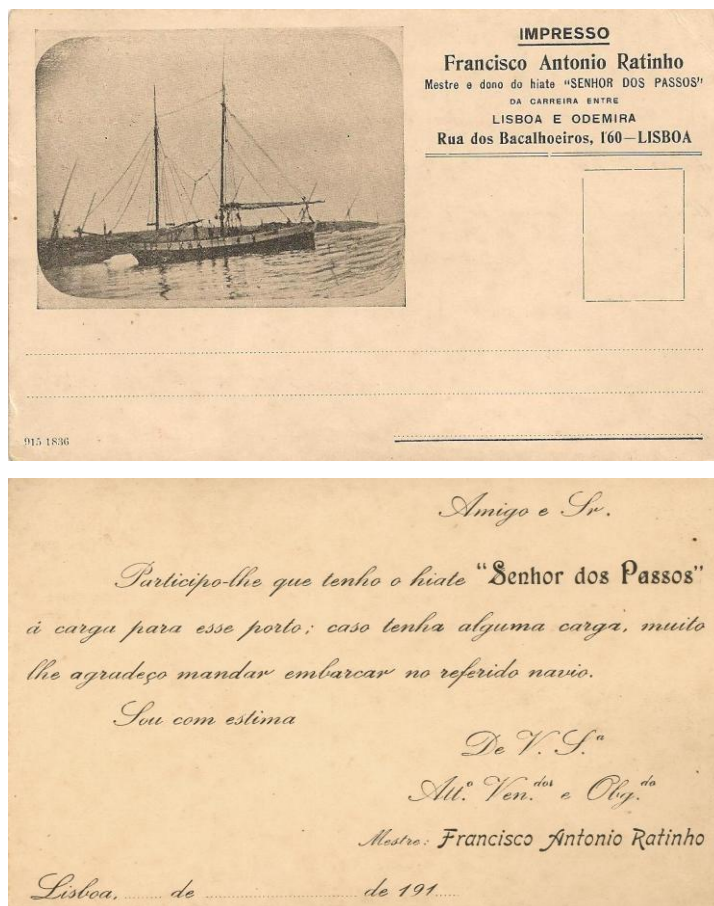 IMPRESSO
Francisco Antonio Ratinho
Mestre e dono do hiate "SENHOR DOS PASSOS"
DA CARREIRA ENTRE
LISBOA E ODEMIRA
Rua dos Bacalhoeiros, 160—LISBOA
915 1836
Amigo e Sr.
Participo-lhe que tenho o hiate "Senhor dos Passos"
á carga para esse porto; caso tenha alguma carga, muito
lhe agradeço mandar embarcar no referido navio.
Sou com estima
De V. S.ª
Att.º Ven.dor e Obg.do
Mestre: Francisco Antonio Ratinho
Lisboa, ........ de .............................. de 191.....